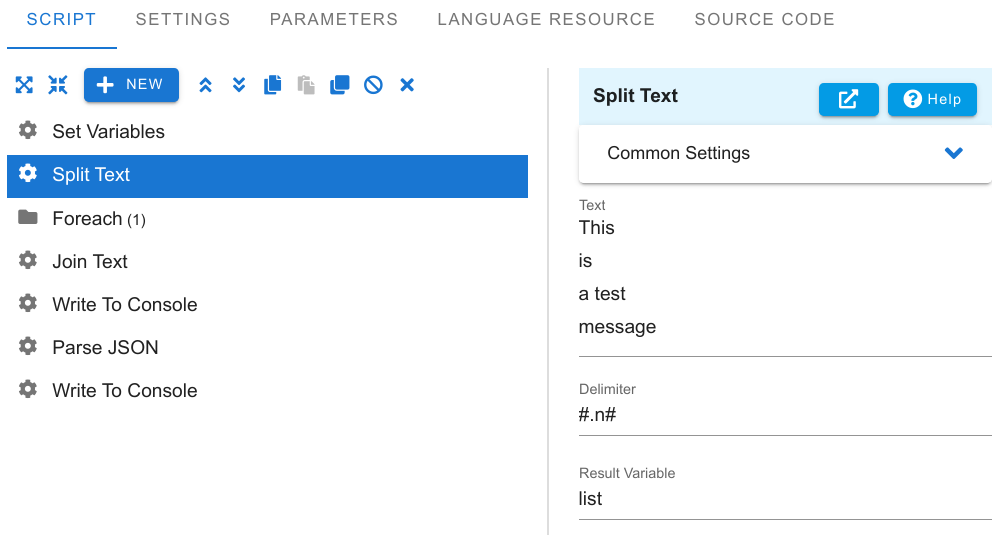 SCRIPT SETTINGS PARAMETERS LANGUAGE RESOURCE SOURCE CODE
NEW
Set Variables
Split Text
Foreach (1)
Join Text
Write To Console
Parse JSON
Write To Console
Split Text
Help
Common Settings
Text
This
is
a test
message
Delimiter
#.n#
Result Variable
list